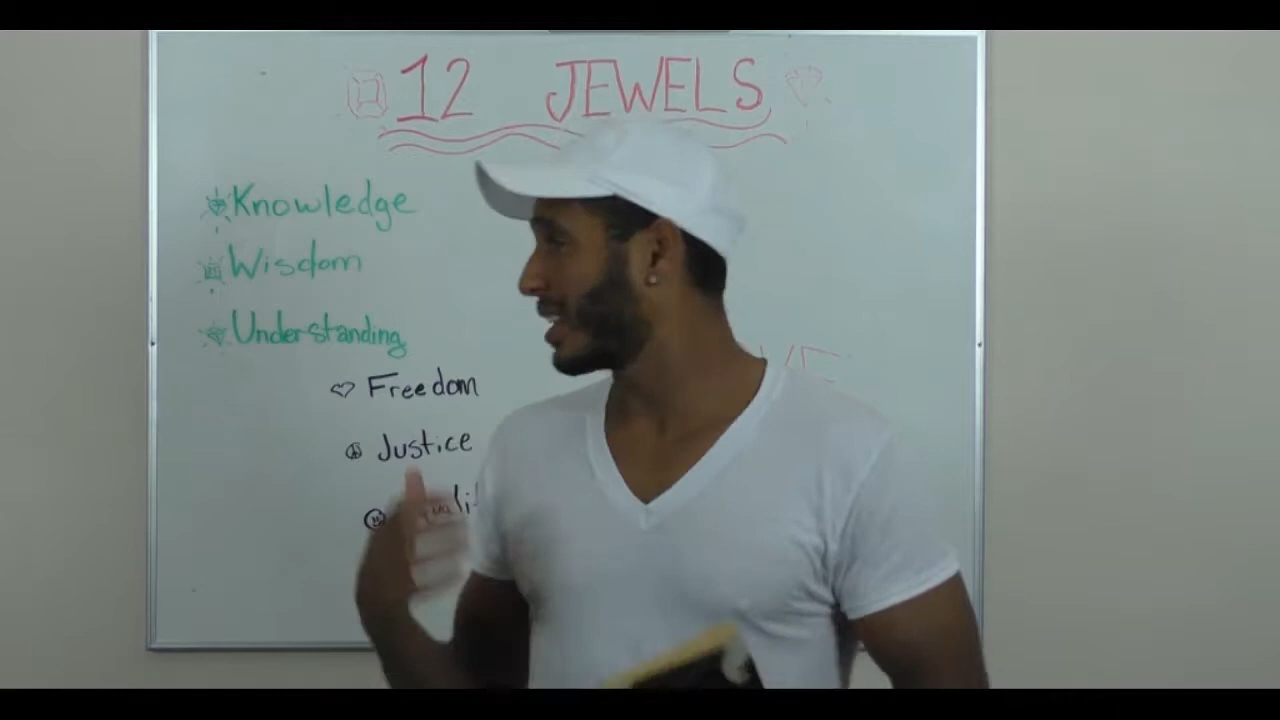 12 JEWELS
Knowledge
Wisdom
Understanding
Freedom
Justice